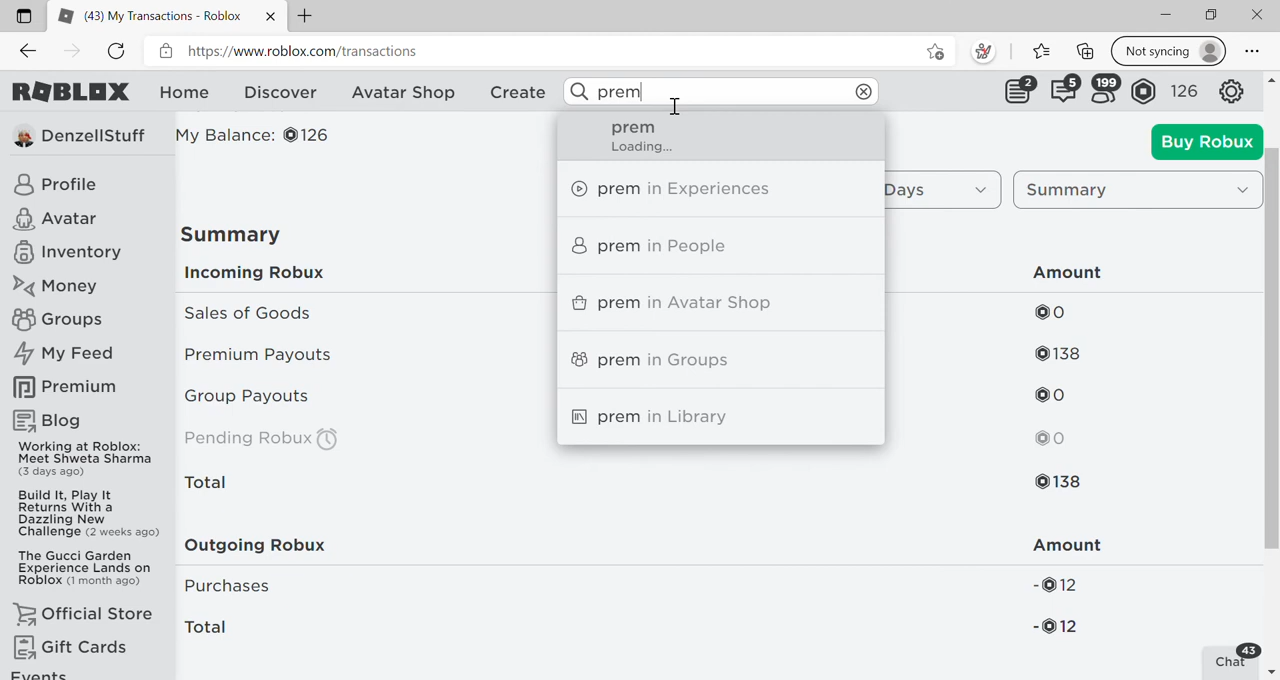 (43) My Transactions - Roblox
https://www.roblox.com/transactions
Not syncing
ROBLOX
Home
Discover
Avatar Shop
Create
prem
2
5
199
126
DenzellStuff
My Balance: 126
Buy Robux
prem
Loading...
prem in Experiences
prem in People
prem in Avatar Shop
prem in Groups
prem in Library
Days
Summary
Profile
Avatar
Inventory
Money
Groups
My Feed
Premium
Blog
Working at Roblox:
Meet Shweta Sharma
(3 days ago)
Build It, Play It
Returns With a
Dazzling New
Challenge (2 weeks ago)
The Gucci Garden
Experience Lands on
Roblox (1 month ago)
Official Store
Gift Cards
Events
Summary
Incoming Robux Amount
Sales of Goods 0
Premium Payouts 138
Group Payouts 0
Pending Robux 0
Total 138
Outgoing Robux Amount
Purchases -12
Total -12
Chat
43